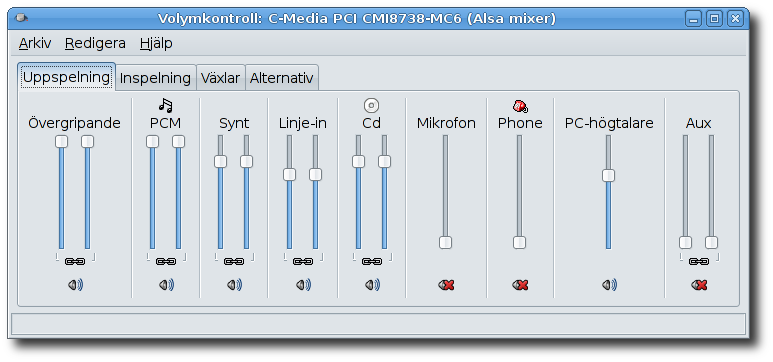 Volymkontroll: C-Media PCI CMI8738-MC6 (Alsa mixer)
Arkiv Redigera Hjälp
Uppspelning Inspelning Växlar Alternativ
Övergripande PCM Synt Linje-in Cd Mikrofon Phone PC-högtalare Aux